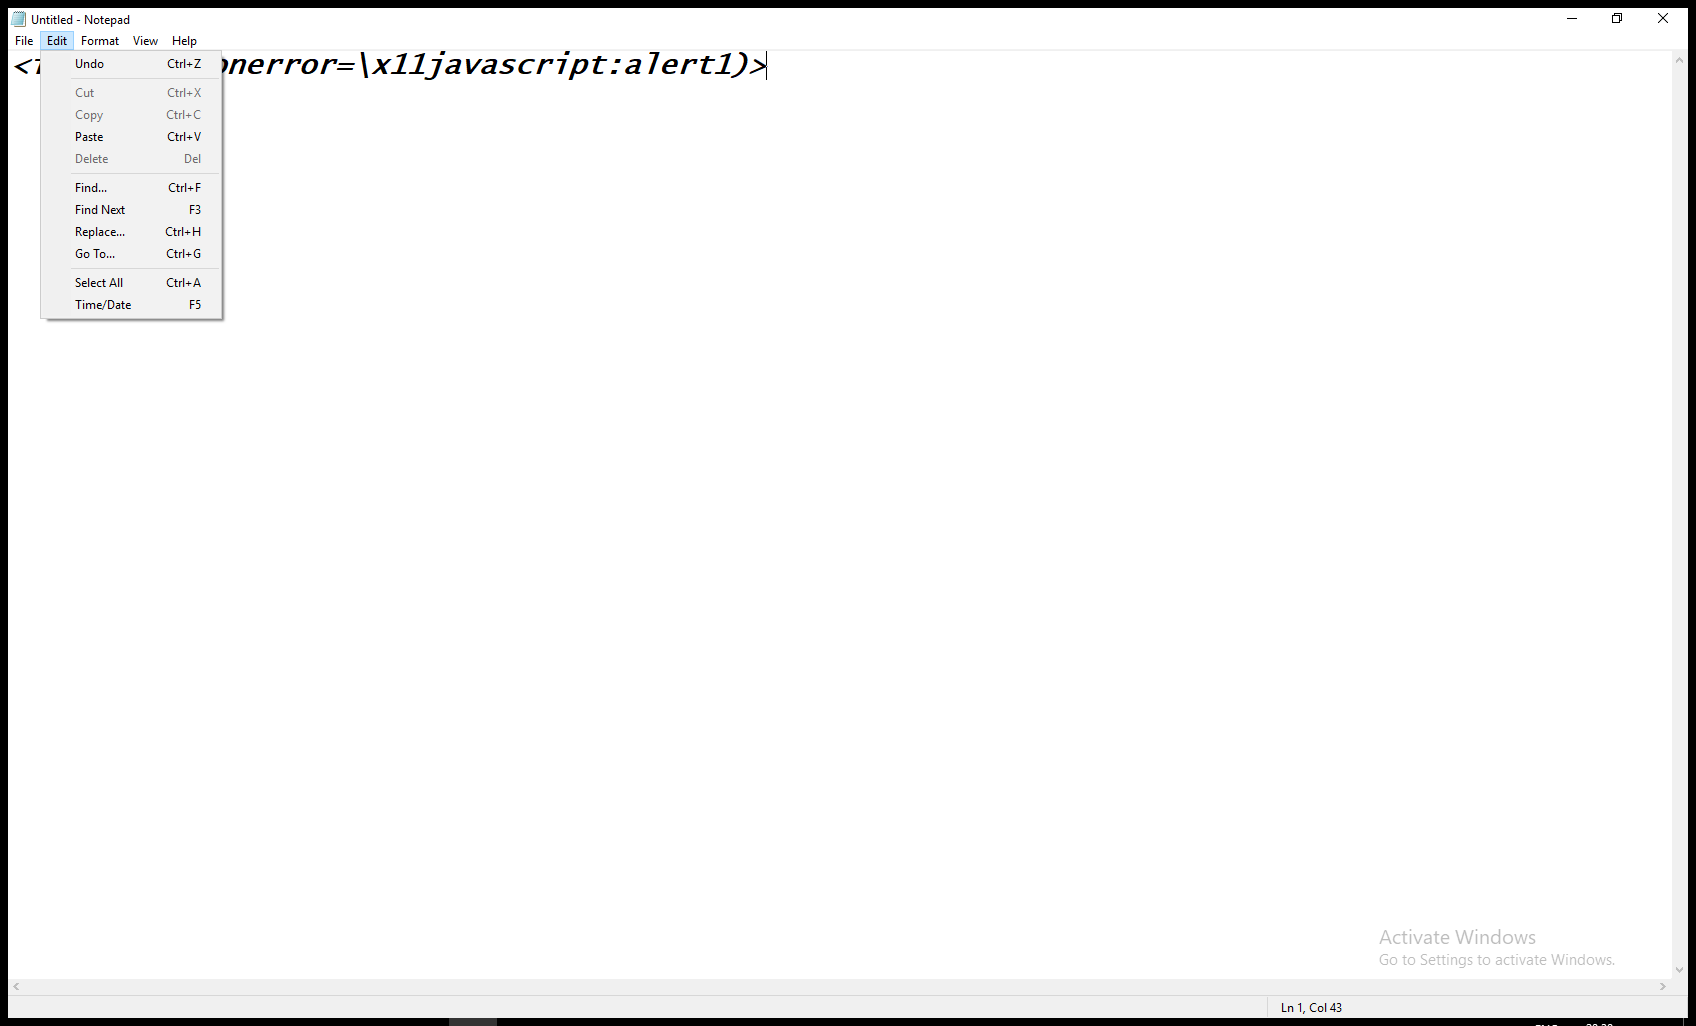 Untitled - Notepad
File Edit Format View Help
onerror=\x11javascript:alert1)>
Undo Ctrl+Z
Cut Ctrl+X
Copy Ctrl+C
Paste Ctrl+V
Delete Del
Find... Ctrl+F
Find Next F3
Replace... Ctrl+H
Go To... Ctrl+G
Select All Ctrl+A
Time/Date F5
Activate Windows
Go to Settings to activate Windows.
Ln 1, Col 43